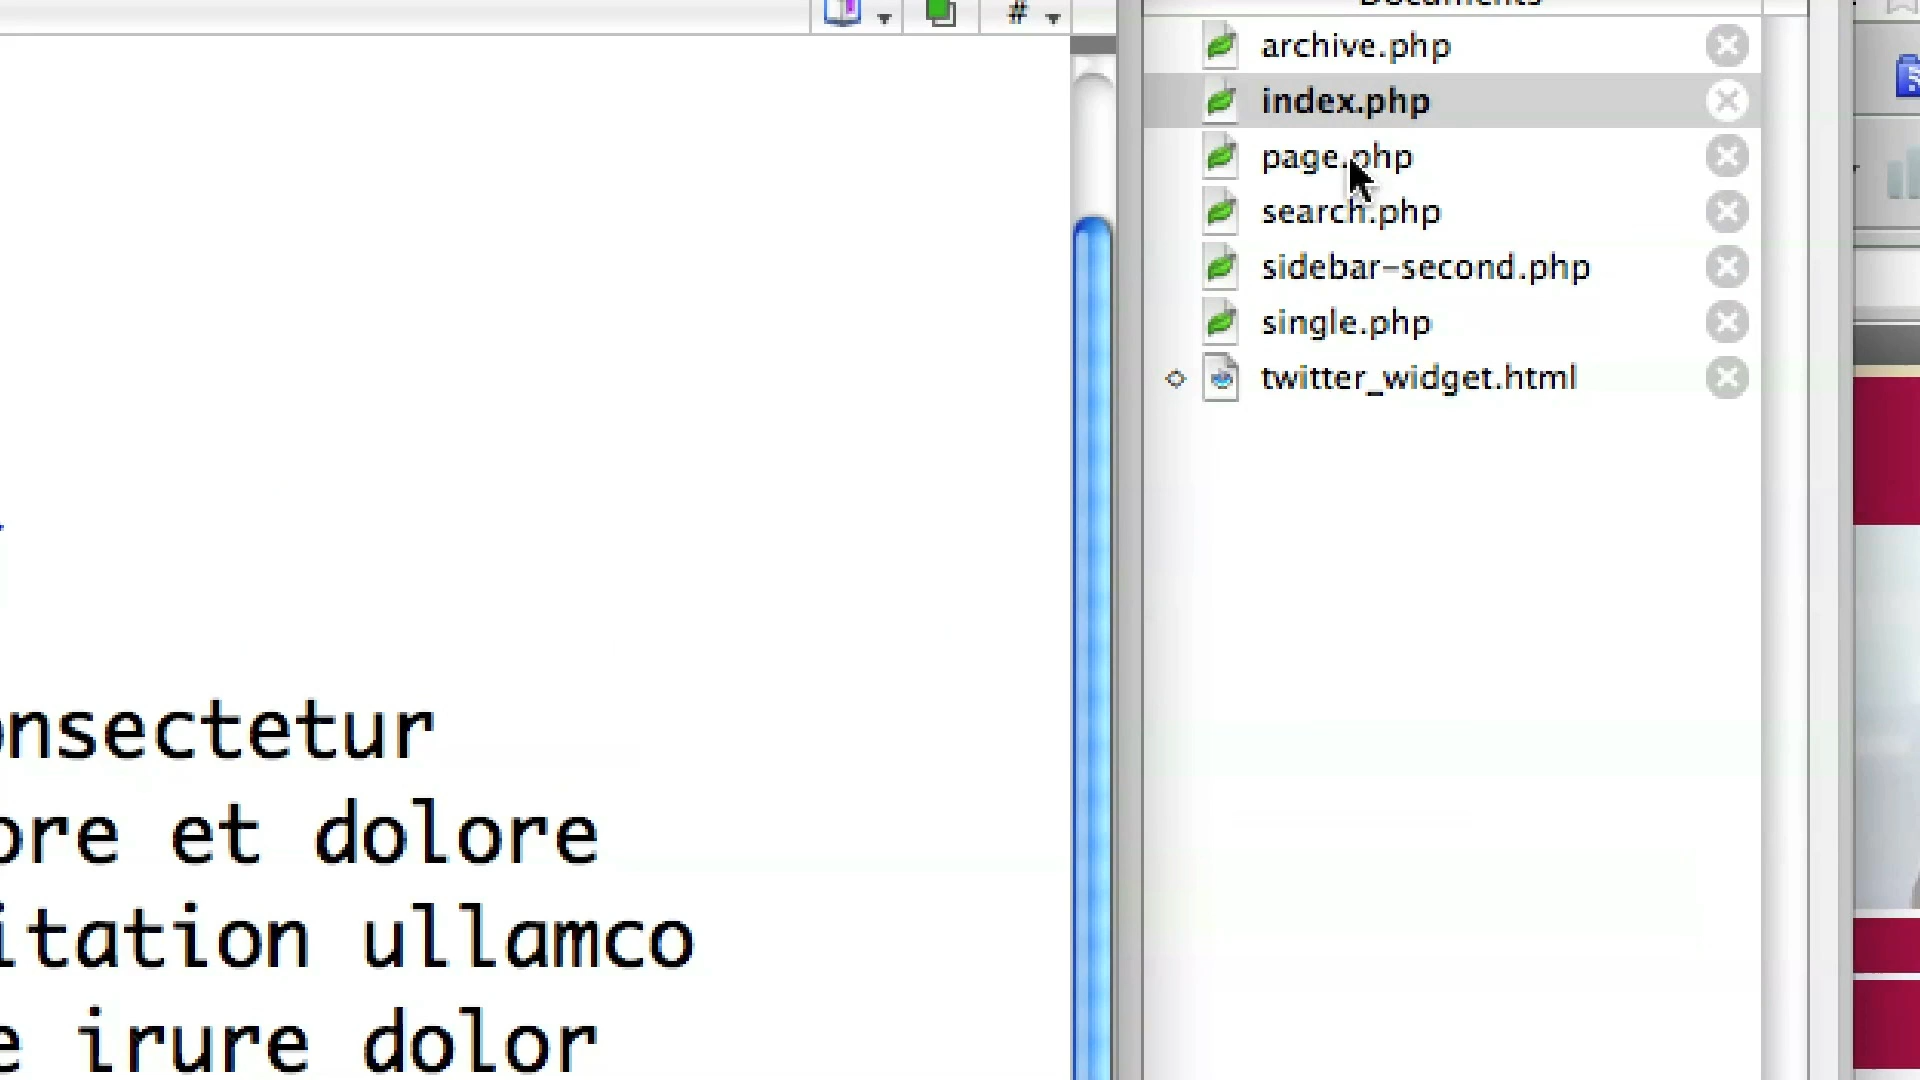 #
Documents
archive.php
index.php
page.php
search.php
sidebar-second.php
single.php
twitter_widget.html
onsectetur
ore et dolore
itation ullamco
e irure dolor